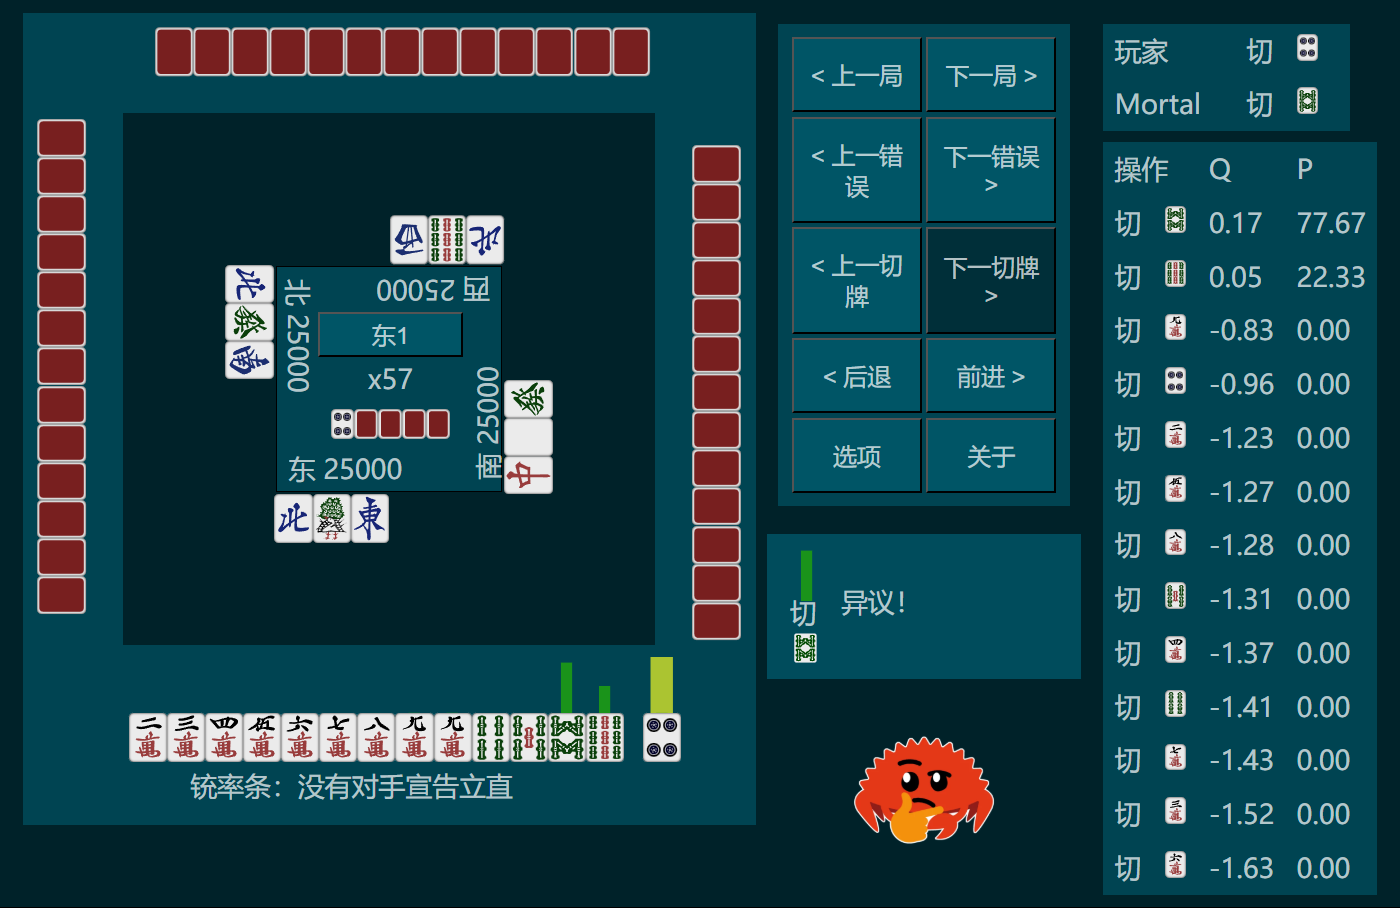 北 25000
西 25000
东1
x57
南 25000
东 25000
铳率条：没有对手宣告立直
< 上一局
下一局 >
< 上一错误
下一错误 >
< 上一切牌
下一切牌 >
< 后退
前进 >
选项
关于
切
异议！
玩家 切
Mortal 切
操作 Q P
切 0.17 77.67
切 0.05 22.33
切 -0.83 0.00
切 -0.96 0.00
切 -1.23 0.00
切 -1.27 0.00
切 -1.28 0.00
切 -1.31 0.00
切 -1.37 0.00
切 -1.41 0.00
切 -1.43 0.00
切 -1.52 0.00
切 -1.63 0.00